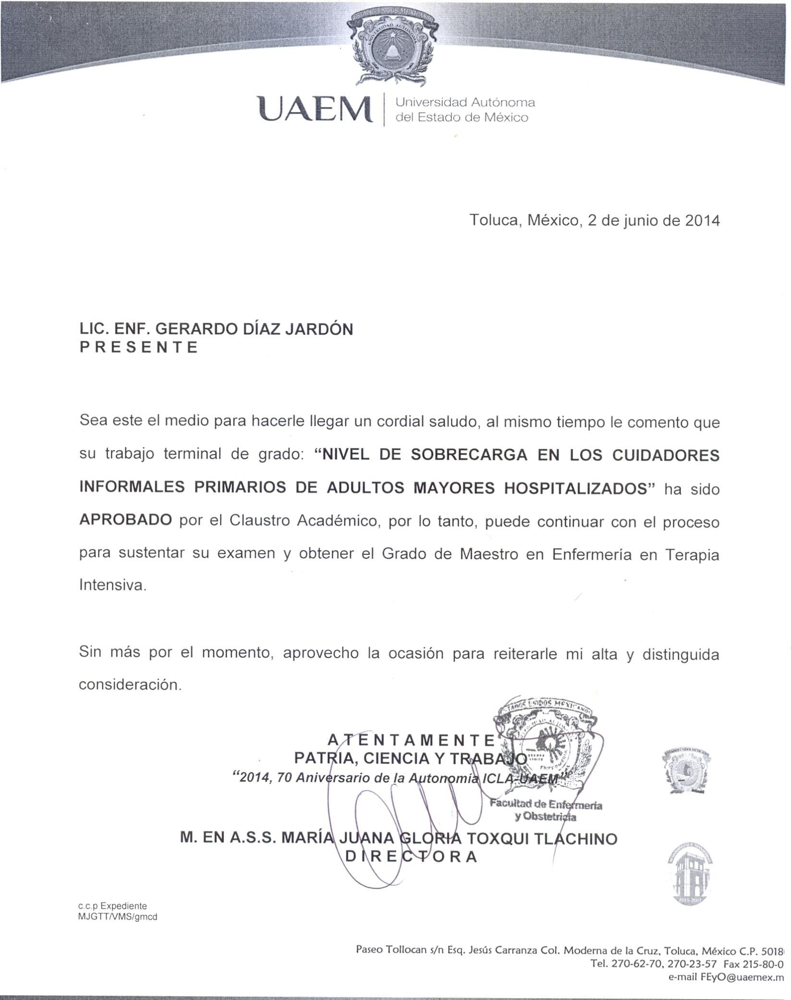 ESTADOS UNIDOS MEXICANOS
UNIVERSIDAD AUTÓNOMA
UAEM
Universidad Autónoma
del Estado de México
Toluca, México, 2 de junio de 2014
LIC. ENF. GERARDO DÍAZ JARDÓN
P R E S E N T E
Sea este el medio para hacerle llegar un cordial saludo, al mismo tiempo le comento que
su trabajo terminal de grado: “NIVEL DE SOBRECARGA EN LOS CUIDADORES
INFORMALES PRIMARIOS DE ADULTOS MAYORES HOSPITALIZADOS” ha sido
APROBADO por el Claustro Académico, por lo tanto, puede continuar con el proceso
para sustentar su examen y obtener el Grado de Maestro en Enfermería en Terapia
Intensiva.
Sin más por el momento, aprovecho la ocasión para reiterarle mi alta y distinguida
consideración.
ESTADOS UNIDOS MEXICANOS
A T E N T A M E N T E
PATRIA, CIENCIA Y TRABAJO
“2014, 70 Aniversario de la Autonomía ICLA-UAEM”
Facultad de Enfermería
y Obstetricia
M. EN A.S.S. MARÍA JUANA GLORIA TOXQUI TLACHINO
D I R E C T O R A
2015-2017
c.c.p Expediente
MJGTT/VMS/gmcd
Paseo Tollocan s/n Esq. Jesús Carranza Col. Moderna de la Cruz, Toluca, México C.P. 5018
Tel. 270-62-70, 270-23-57 Fax 215-80-0
e-mail FEyO@uaemex.m